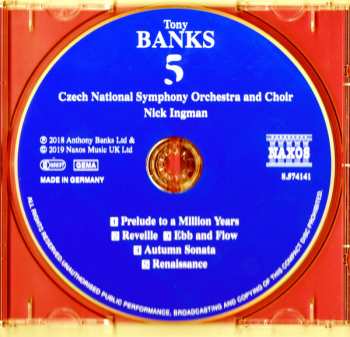 Tony
BANKS
5
Czech National Symphony Orchestra and Choir
Nick Ingman
℗ 2018 Anthony Banks Ltd &
© 2019 Naxos Music UK Ltd
GEMA
MADE IN GERMANY
NAXOS
8.574141
1 Prelude to a Million Years
2 Reveille 3 Ebb and Flow
4 Autumn Sonata
5 Renaissance
ALL RIGHTS RESERVED. UNAUTHORISED PUBLIC PERFORMANCE, BROADCASTING AND COPYING OF THIS COMPACT DISC PROHIBITED.